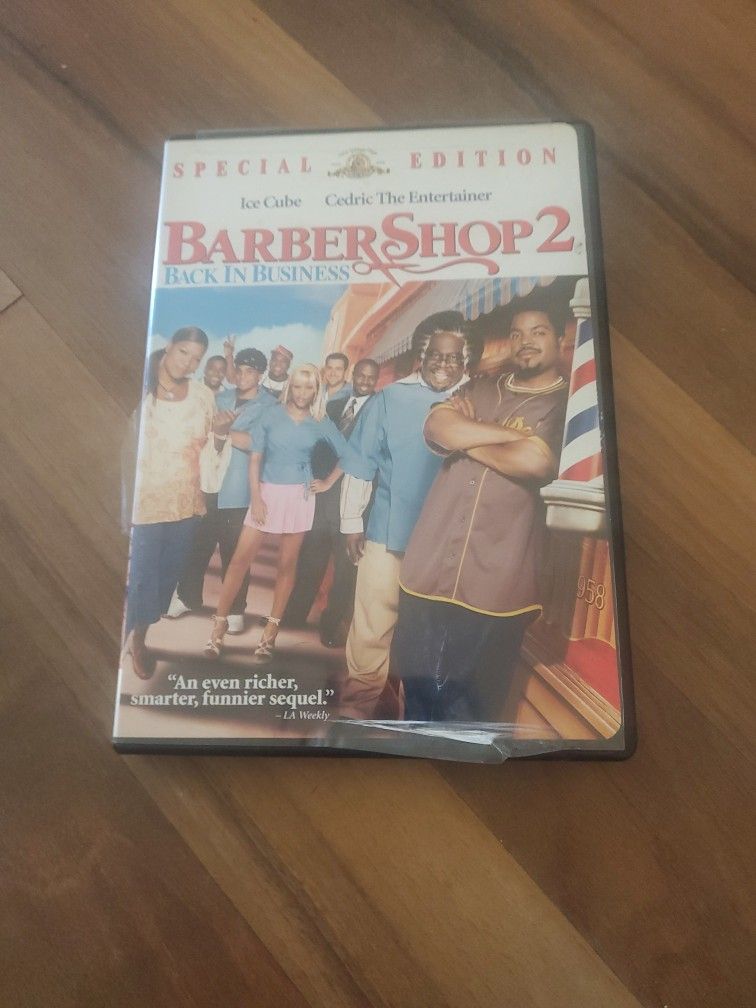 SPECIAL EDITION
Ice Cube Cedric The Entertainer
BARBERSHOP 2
BACK IN BUSINESS
958
"An even richer,
smarter, funnier sequel."
– LA Weekly